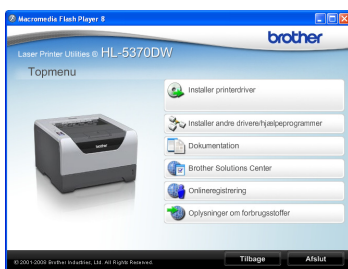 Macromedia Flash Player 8
brother
Laser Printer Utilities ® HL-5370DW
Topmenu
Installer printerdriver
Installer andre drivere/hjælpeprogrammer
Dokumentation
Brother Solutions Center
Onlineregistrering
Oplysninger om forbrugsstoffer
© 2001-2008 Brother Industries, Ltd. All Rights Reserved.
Tilbage
Afslut